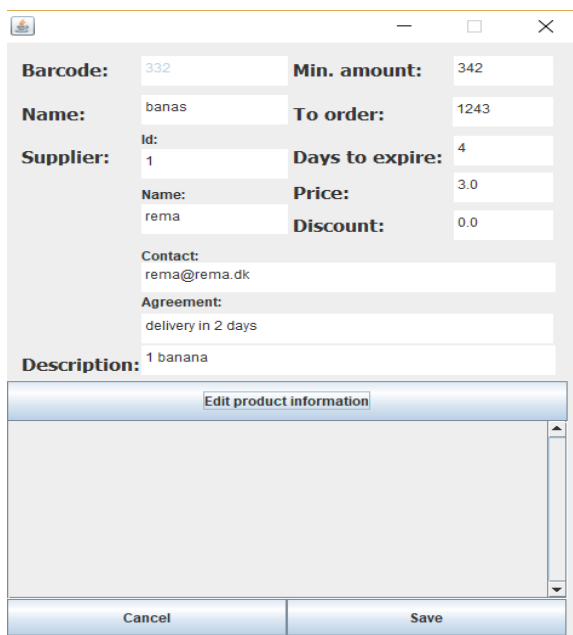 Barcode: 332 Min. amount: 342
Name: banas To order: 1243
Supplier: Id: 1 Days to expire: 4
Name: rema Price: 3.0
Discount: 0.0
Contact:
rema@rema.dk
Agreement:
delivery in 2 days
Description: 1 banana
Edit product information
Cancel Save